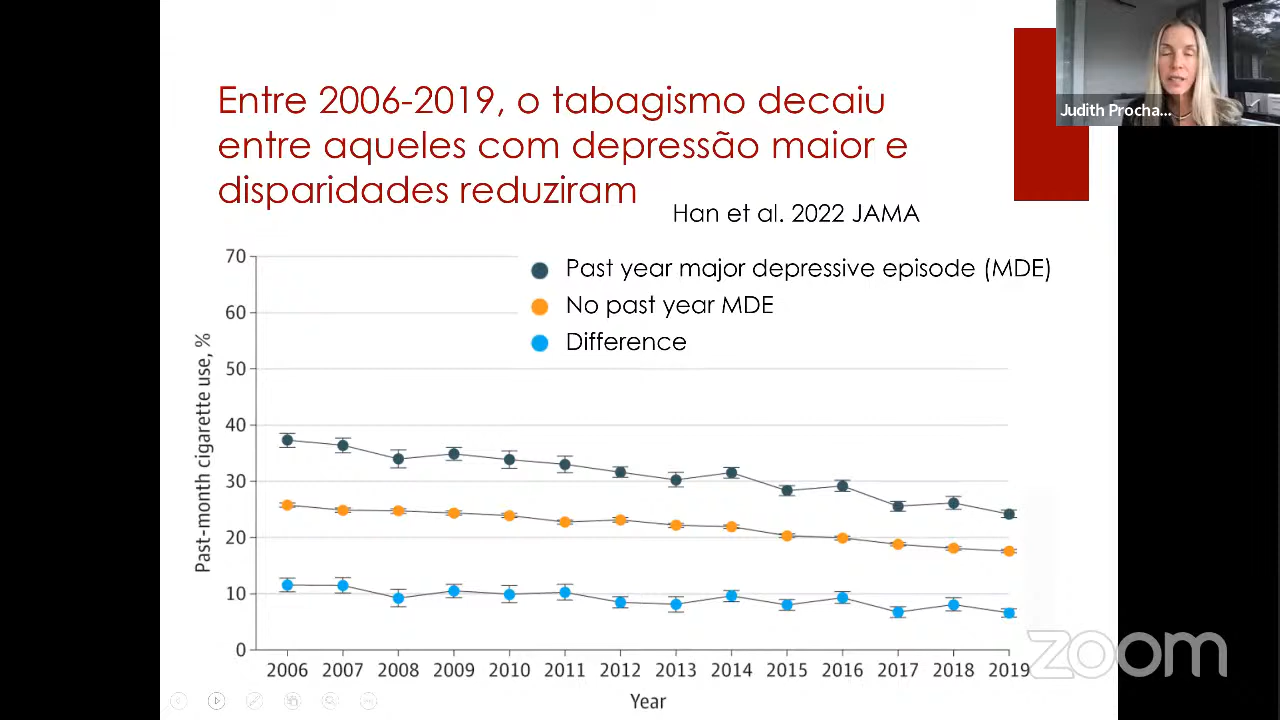 Entre 2006-2019, o tabagismo decaiu
entre aqueles com depressão maior e
disparidades reduziram
Han et al. 2022 JAMA
Judith Procha...
Past year major depressive episode (MDE)
No past year MDE
Difference
Past-month cigarette use, %
70
60
50
40
30
20
10
0
2006 2007 2008 2009 2010 2011 2012 2013 2014 2015 2016 2017 2018 2019
Year
zoom